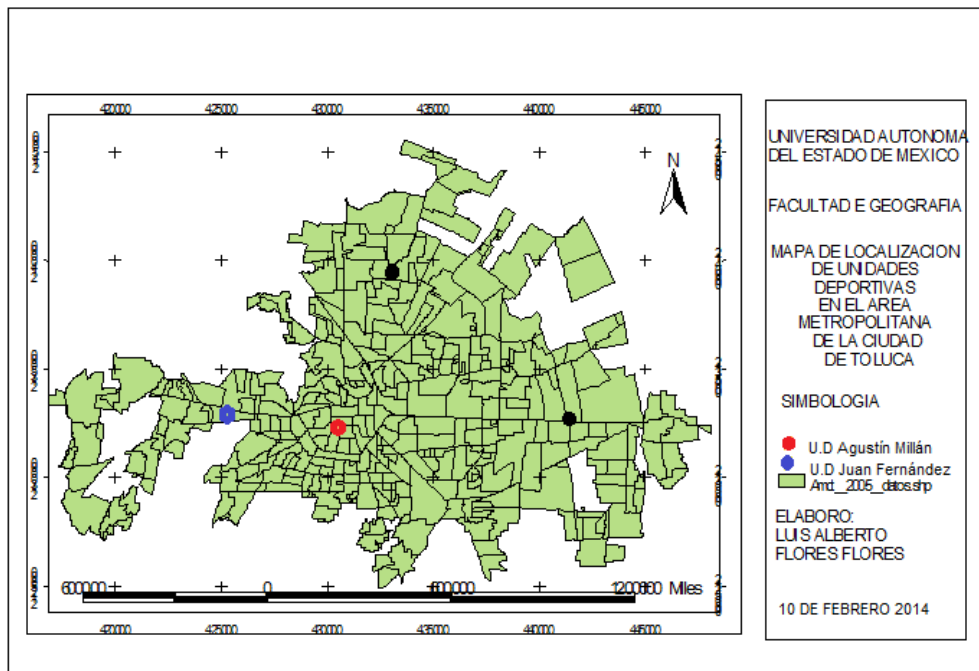 420000 425000 430000 435000 440000 445000
N
600000 0 600000 1200000 Miles
420000 425000 430000 435000 440000 445000
UNIVERSIDAD AUTONOMA
DEL ESTADO DE MEXICO
FACULTAD E GEOGRAFIA
MAPA DE LOCALIZACION
DE UNIDADES
DEPORTIVAS
EN EL AREA
METROPOLITANA
DE LA CIUDAD
DE TOLUCA
SIMBOLOGIA
U.D Agustín Millán
U.D Juan Fernández
Amct_2005_datos.shp
ELABORO:
LUIS ALBERTO
FLORES FLORES
10 DE FEBRERO 2014